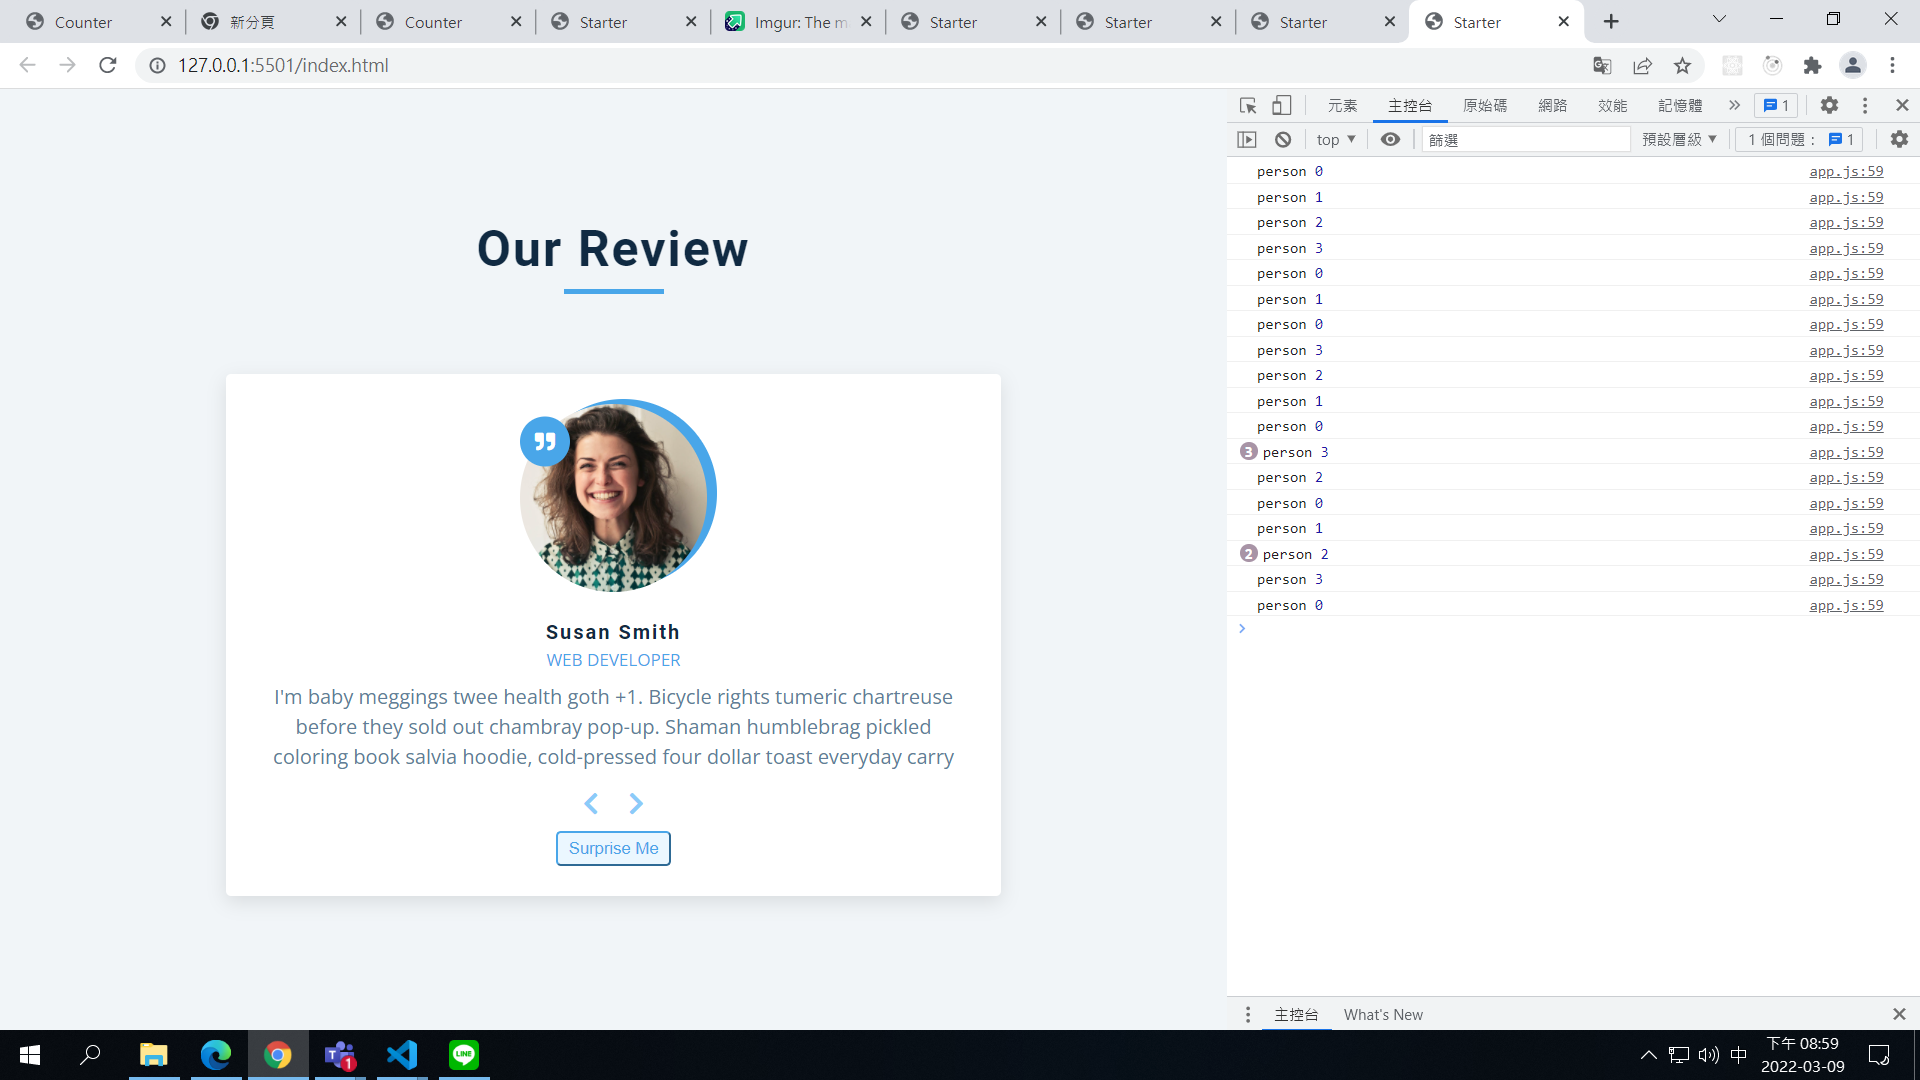 Counter
新分頁
Counter
Starter
Imgur: The m
Starter
Starter
Starter
Starter
127.0.0.1:5501/index.html
元素
主控台
原始碼
網路
效能
記憶體
1
top
篩選
預設層級
1 個問題：
1
Our Review
Susan Smith
WEB DEVELOPER
I'm baby meggings twee health goth +1. Bicycle rights tumeric chartreuse
before they sold out chambray pop-up. Shaman humblebrag pickled
coloring book salvia hoodie, cold-pressed four dollar toast everyday carry
Surprise Me
person 0 app.js:59
person 1 app.js:59
person 2 app.js:59
person 3 app.js:59
person 0 app.js:59
person 1 app.js:59
person 0 app.js:59
person 3 app.js:59
person 2 app.js:59
person 1 app.js:59
person 0 app.js:59
3 person 3 app.js:59
person 2 app.js:59
person 0 app.js:59
person 1 app.js:59
2 person 2 app.js:59
person 3 app.js:59
person 0 app.js:59
主控台
What's New
T
1
LINE
中
下午 08:59
2022-03-09